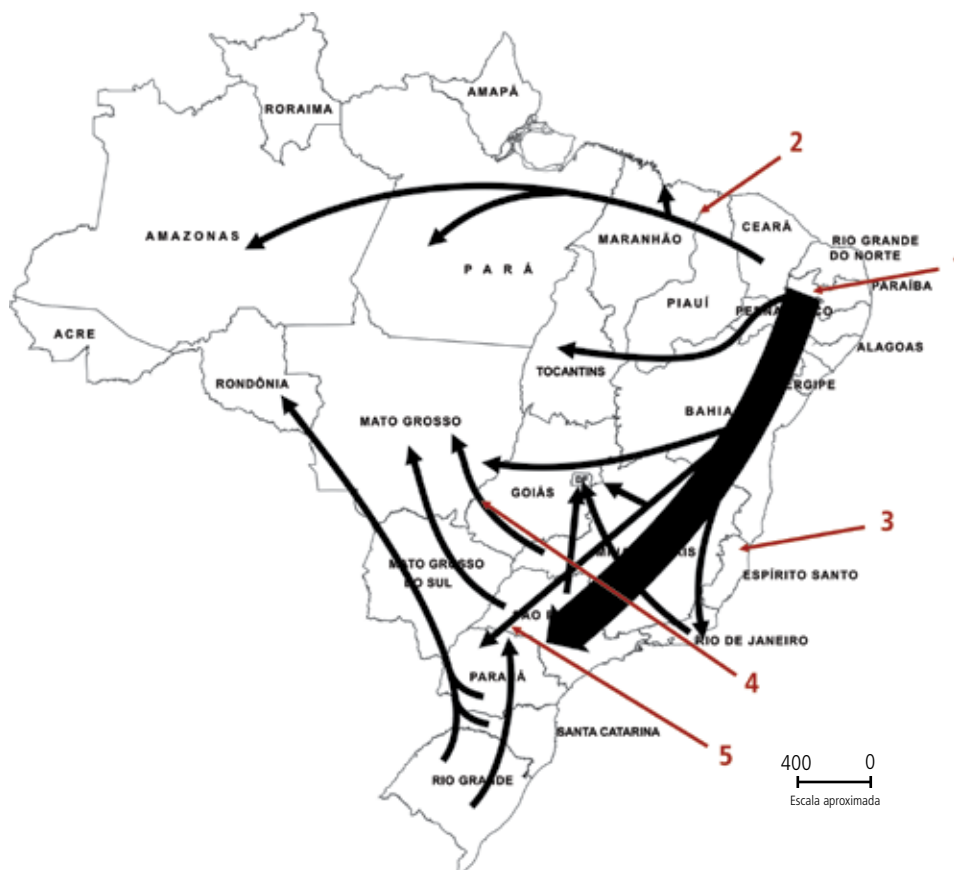 AMAPÁ
RORAIMA
2
AMAZONAS
PARÁ
MARANHÃO
CEARÁ
RIO GRANDE
DO NORTE
PARAÍBA
PIAUÍ
ACRE
RONDÔNIA
TOCANTINS
ALAGOAS
BAHIA
MATO GROSSO
GOIÁS
DF
3
MATO GROSSO
DO SUL
ESPÍRITO SANTO
RIO DE JANEIRO
PARANÁ
4
SANTA CATARINA
5
RIO GRANDE
400 0
Escala aproximada